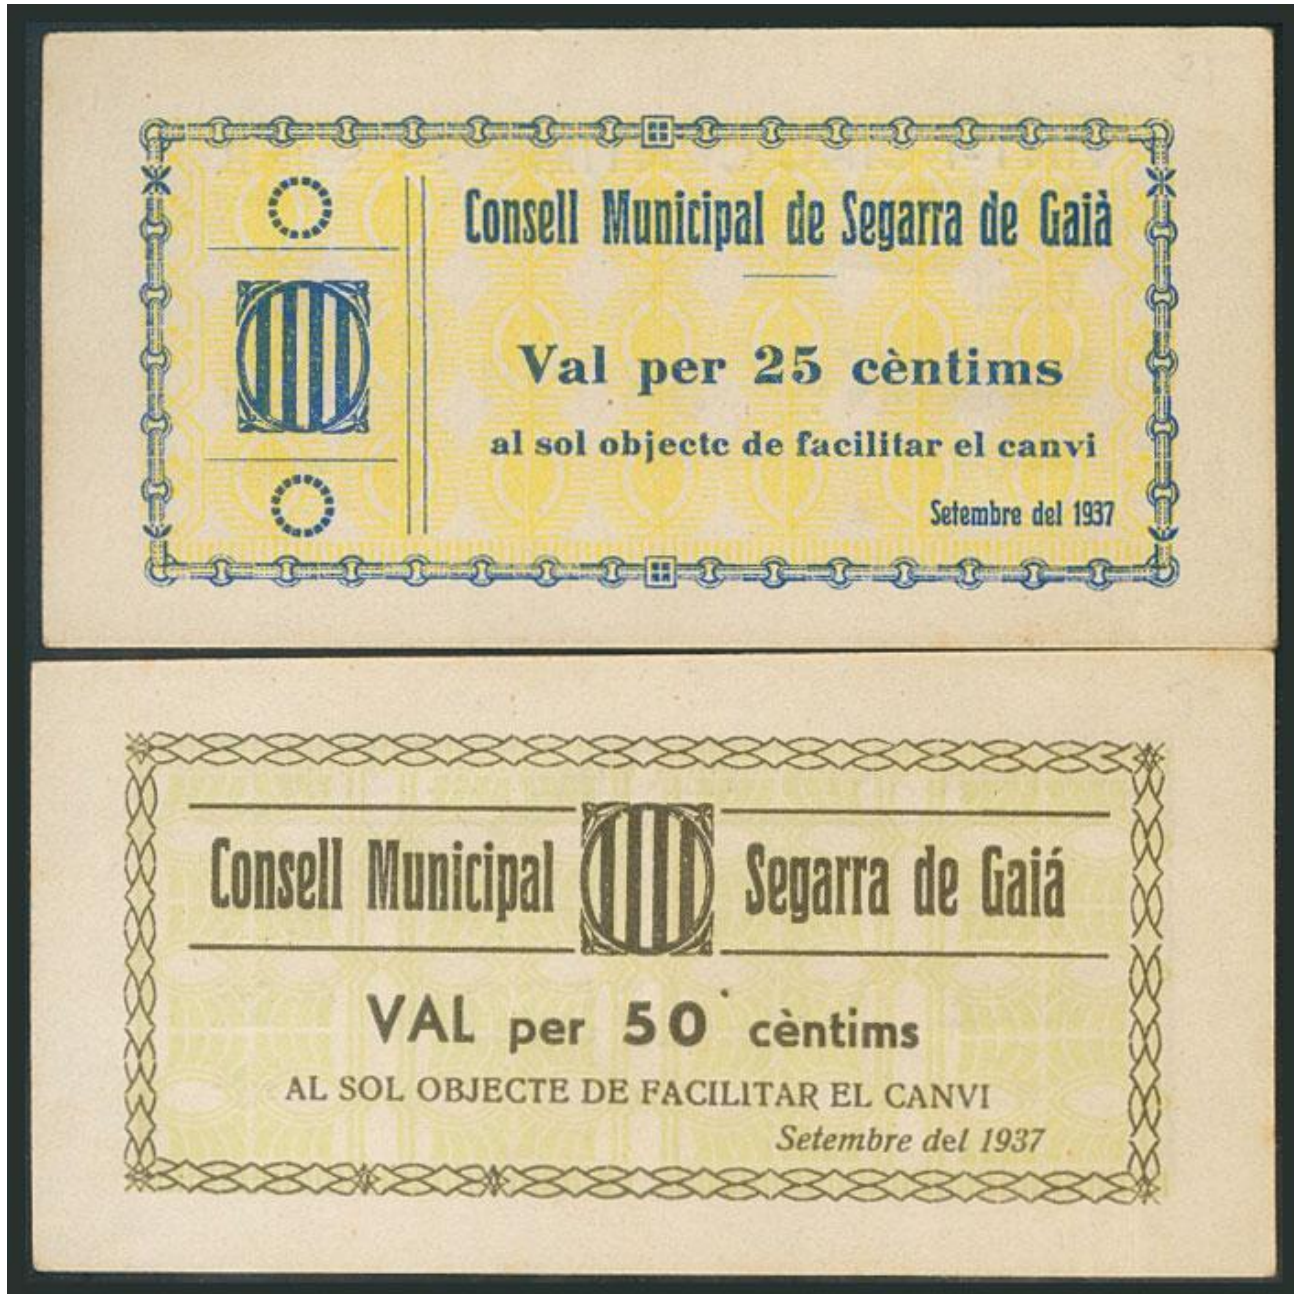 Consell Municipal de Segarra de Gaià
Val per 25 cèntims
al sol objecte de facilitar el canvi
Setembre del 1937
Consell Municipal Segarra de Gaiá
VAL per 50 cèntims
AL SOL OBJECTE DE FACILITAR EL CANVI
Setembre del 1937